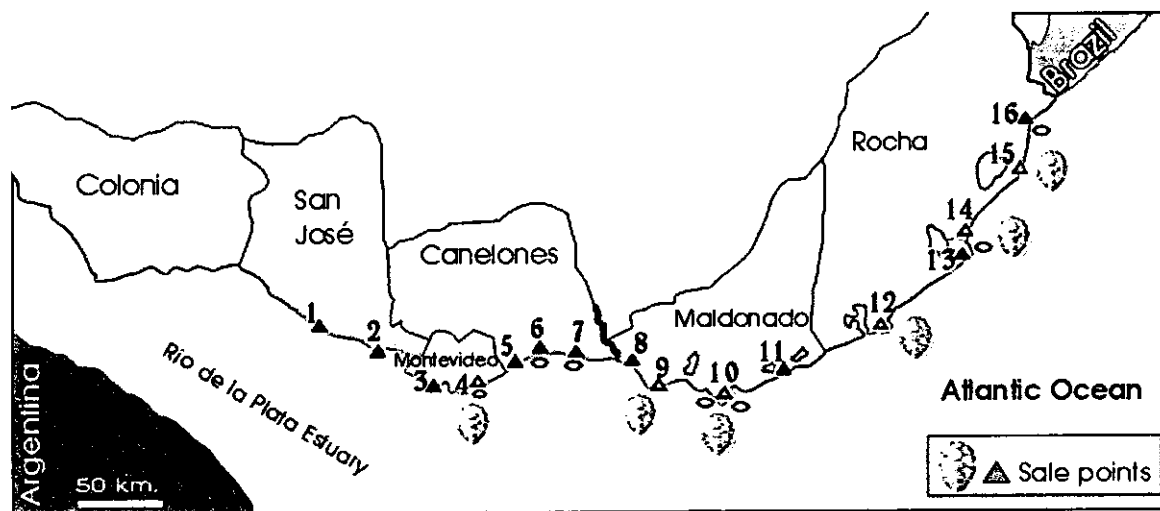 Brazil
16
Rocha
15
Colonia
San
José
14
Canelones
13
Maldonado
12
1
2
Montevideo
3
4
5
6
7
8
9
10
11
Río de la Plata Estuary
Atlantic Ocean
Argentina
50 km.
Sale points